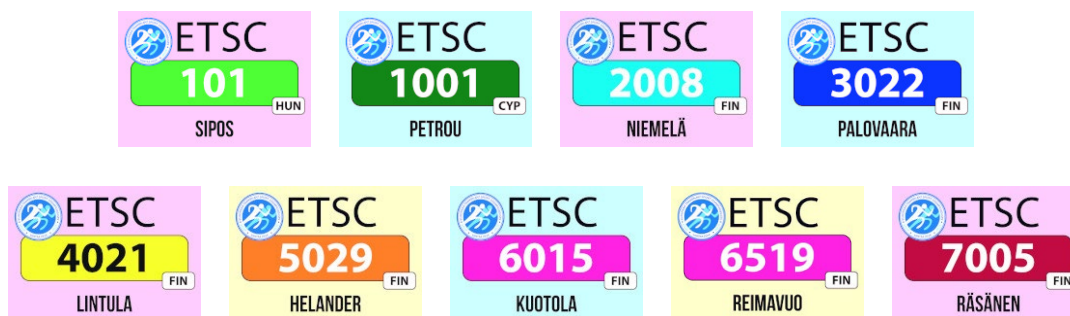 ETSC ETSC ETSC ETSC
101 1001 2008 3022
HUN CYP FIN FIN
SIPOS PETROU NIEMELÄ PALOVAARA
ETSC ETSC ETSC ETSC ETSC
4021 5029 6015 6519 7005
FIN FIN FIN FIN FIN
LINTULA HELANDER KUOTOLA REIMAVUO RÄSÄNEN